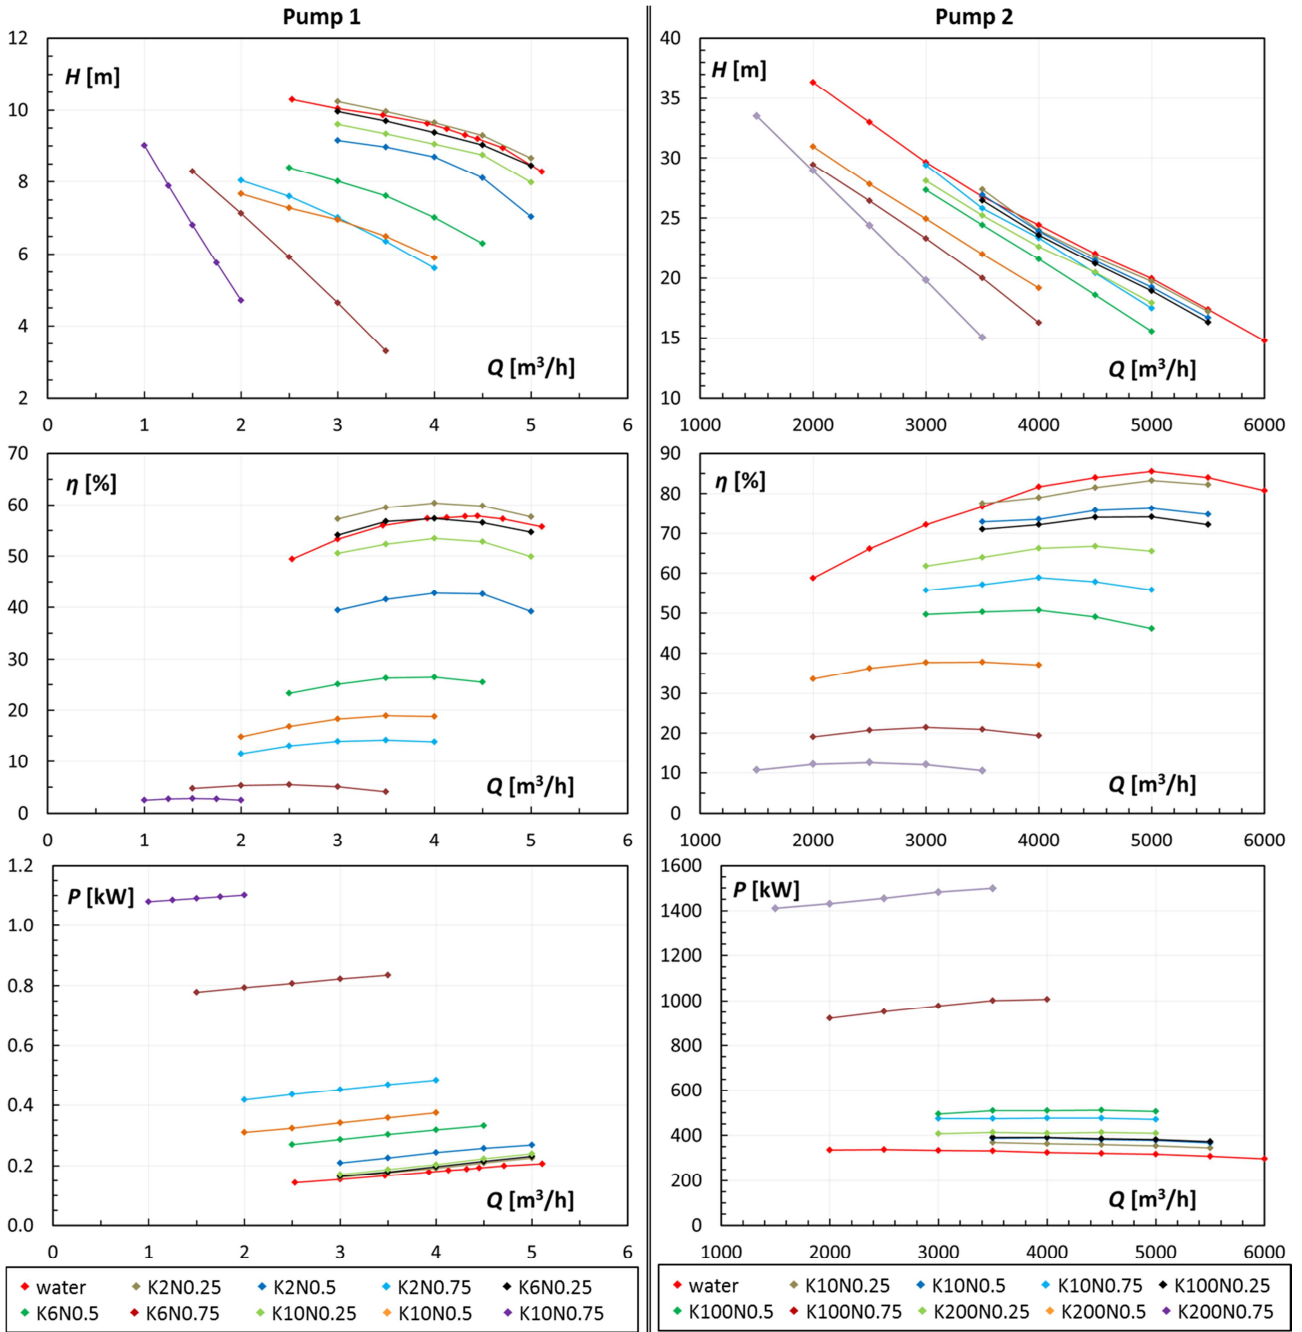 Pump 1
Pump 2
12
10
8
6
4
2
H [m]
Q [m³/h]
0 1 2 3 4 5 6
40
35
30
25
20
15
10
H [m]
Q [m³/h]
1000 2000 3000 4000 5000 6000
70
60
50
40
30
20
10
0
η [%]
Q [m³/h]
0 1 2 3 4 5 6
90
80
70
60
50
40
30
20
10
0
η [%]
Q [m³/h]
1000 2000 3000 4000 5000 6000
1.2
1.0
0.8
0.6
0.4
0.2
0.0
P [kW]
Q [m³/h]
0 1 2 3 4 5 6
1600
1400
1200
1000
800
600
400
200
0
P [kW]
Q [m³/h]
1000 2000 3000 4000 5000 6000
water K2N0.25 K2N0.5 K2N0.75 K6N0.25
K6N0.5 K6N0.75 K10N0.25 K10N0.5 K10N0.75
water K10N0.25 K10N0.5 K10N0.75 K100N0.25
K100N0.5 K100N0.75 K200N0.25 K200N0.5 K200N0.75